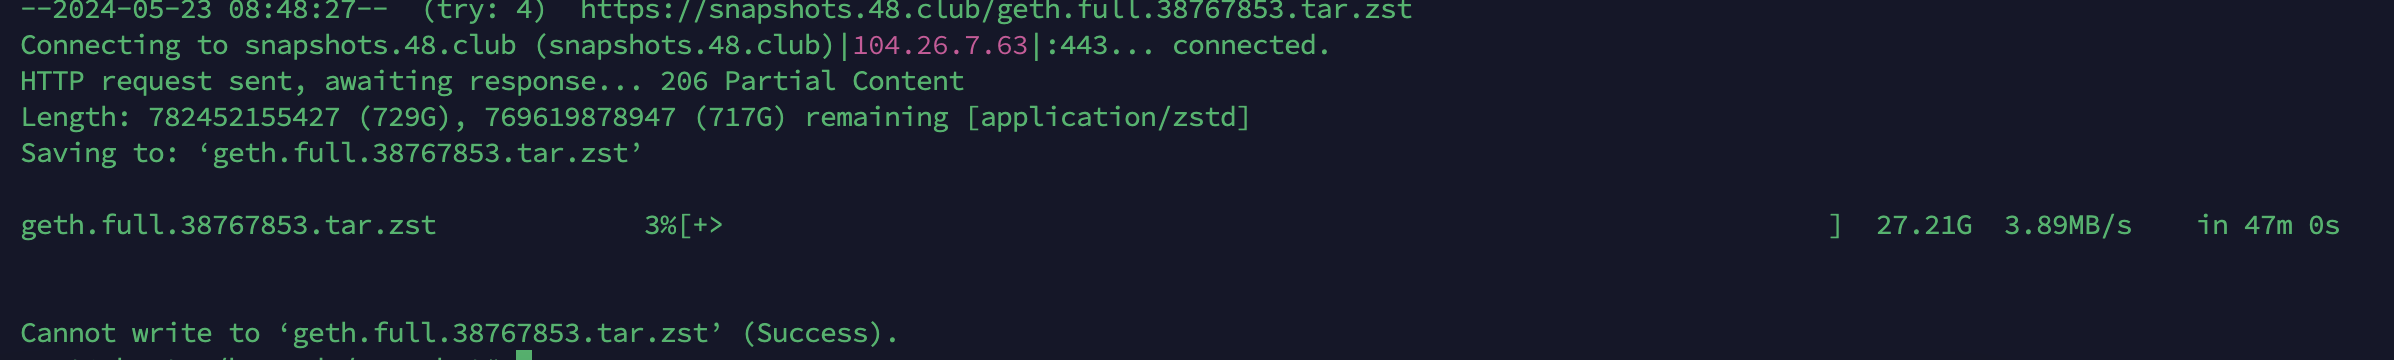 --2024-05-23 08:48:27-- (try: 4) https://snapshots.48.club/geth.full.38767853.tar.zst
Connecting to snapshots.48.club (snapshots.48.club)|104.26.7.63|:443... connected.
HTTP request sent, awaiting response... 206 Partial Content
Length: 782452155427 (729G), 769619878947 (717G) remaining [application/zstd]
Saving to: ‘geth.full.38767853.tar.zst’
geth.full.38767853.tar.zst 3%[+> ] 27.21G 3.89MB/s in 47m 0s
Cannot write to ‘geth.full.38767853.tar.zst’ (Success).